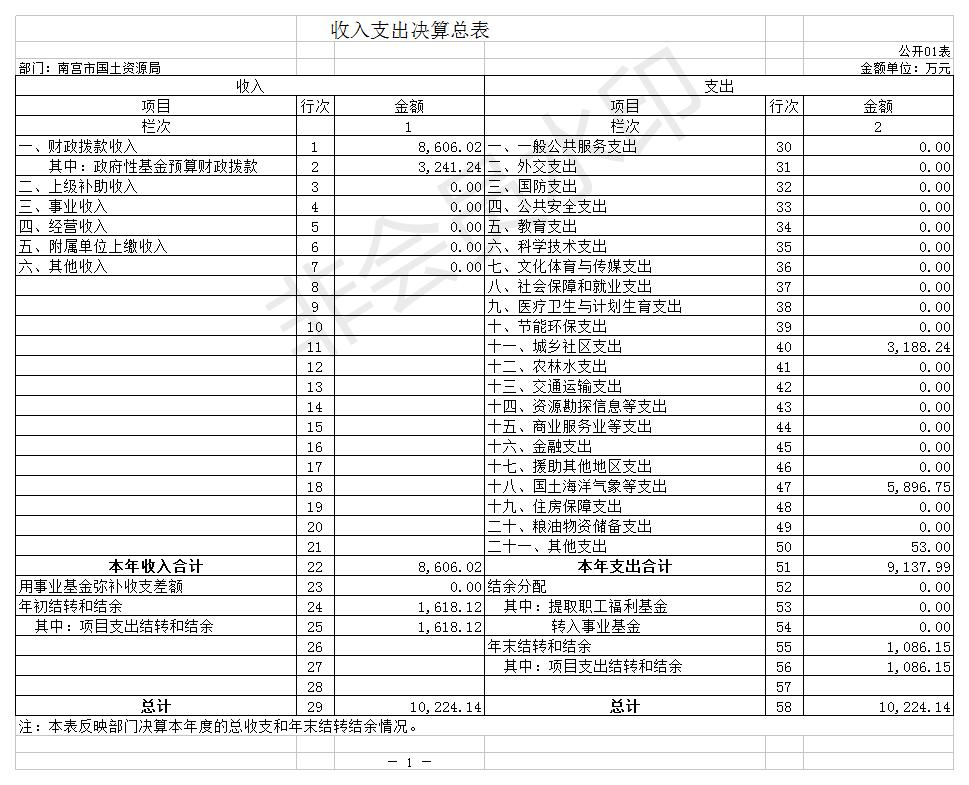 收入支出决算总表
公开01表
部门：南宫市国土资源局 金额单位：万元
收入 支出
项目 行次 金额 项目 行次 金额
栏次 1 栏次 2
一、财政拨款收入 1 8,606.02 一、一般公共服务支出 30 0.00
其中：政府性基金预算财政拨款 2 3,241.24 二、外交支出 31 0.00
二、上级补助收入 3 0.00 三、国防支出 32 0.00
三、事业收入 4 0.00 四、公共安全支出 33 0.00
四、经营收入 5 0.00 五、教育支出 34 0.00
五、附属单位上缴收入 6 0.00 六、科学技术支出 35 0.00
六、其他收入 7 0.00 七、文化体育与传媒支出 36 0.00
8 八、社会保障和就业支出 37 0.00
9 九、医疗卫生与计划生育支出 38 0.00
10 十、节能环保支出 39 0.00
11 十一、城乡社区支出 40 3,188.24
12 十二、农林水支出 41 0.00
13 十三、交通运输支出 42 0.00
14 十四、资源勘探信息等支出 43 0.00
15 十五、商业服务业等支出 44 0.00
16 十六、金融支出 45 0.00
17 十七、援助其他地区支出 46 0.00
18 十八、国土海洋气象等支出 47 5,896.75
19 十九、住房保障支出 48 0.00
20 二十、粮油物资储备支出 49 0.00
21 二十一、其他支出 50 53.00
本年收入合计 22 8,606.02 本年支出合计 51 9,137.99
用事业基金弥补收支差额 23 0.00 结余分配 52 0.00
年初结转和结余 24 1,618.12 其中：提取职工福利基金 53 0.00
其中：项目支出结转和结余 25 1,618.12 转入事业基金 54 0.00
26 年末结转和结余 55 1,086.15
27 其中：项目支出结转和结余 56 1,086.15
28 57
总计 29 10,224.14 总计 58 10,224.14
注：本表反映部门决算本年度的总收支和年末结转结余情况。
— 1 —